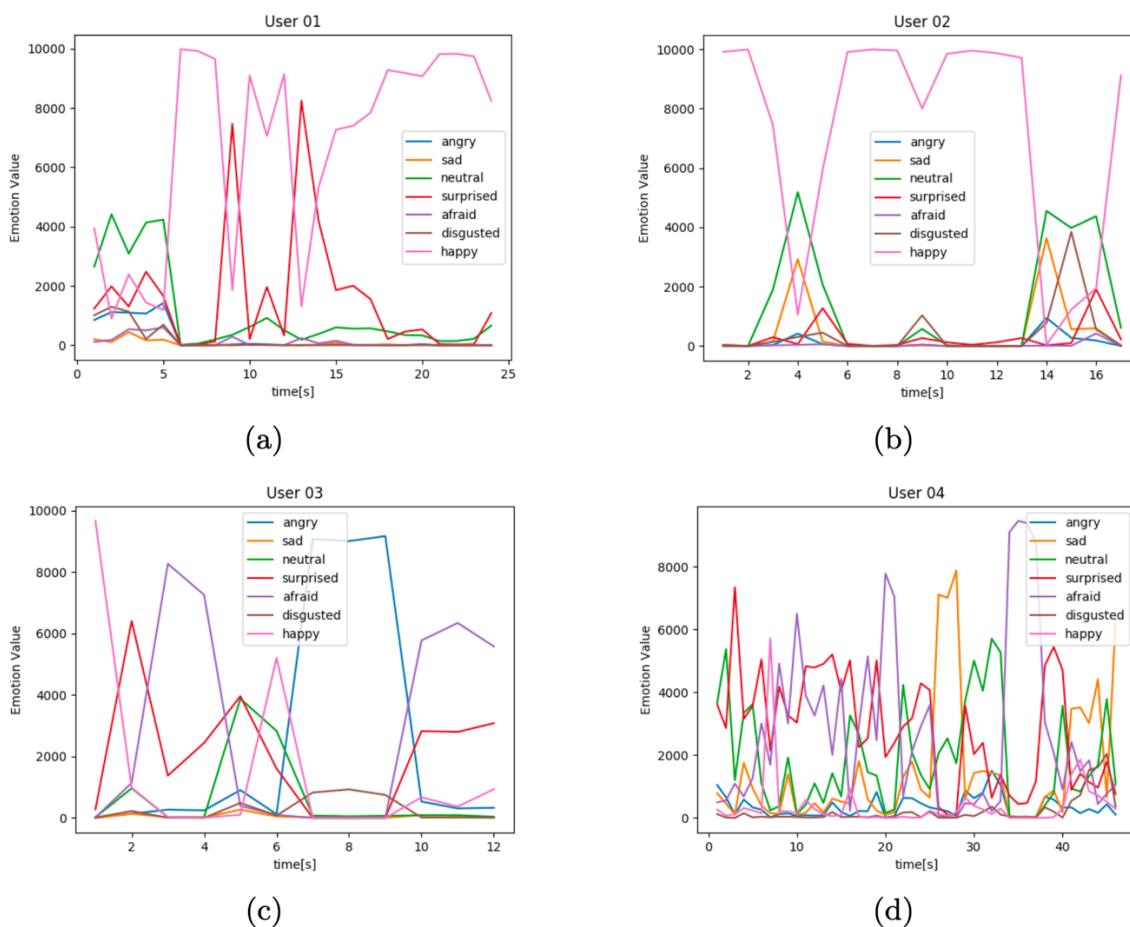 User 01
10000
8000
6000
4000
2000
0
Emotion Value
angry
sad
neutral
surprised
afraid
disgusted
happy
0 5 10 15 20 25
time[s]
(a)
User 02
10000
8000
6000
4000
2000
0
Emotion Value
angry
sad
neutral
surprised
afraid
disgusted
happy
2 4 6 8 10 12 14 16
time[s]
(b)
User 03
10000
8000
6000
4000
2000
0
Emotion Value
angry
sad
neutral
surprised
afraid
disgusted
happy
2 4 6 8 10 12
time[s]
(c)
User 04
8000
6000
4000
2000
0
Emotion Value
angry
sad
neutral
surprised
afraid
disgusted
happy
0 10 20 30 40
time[s]
(d)